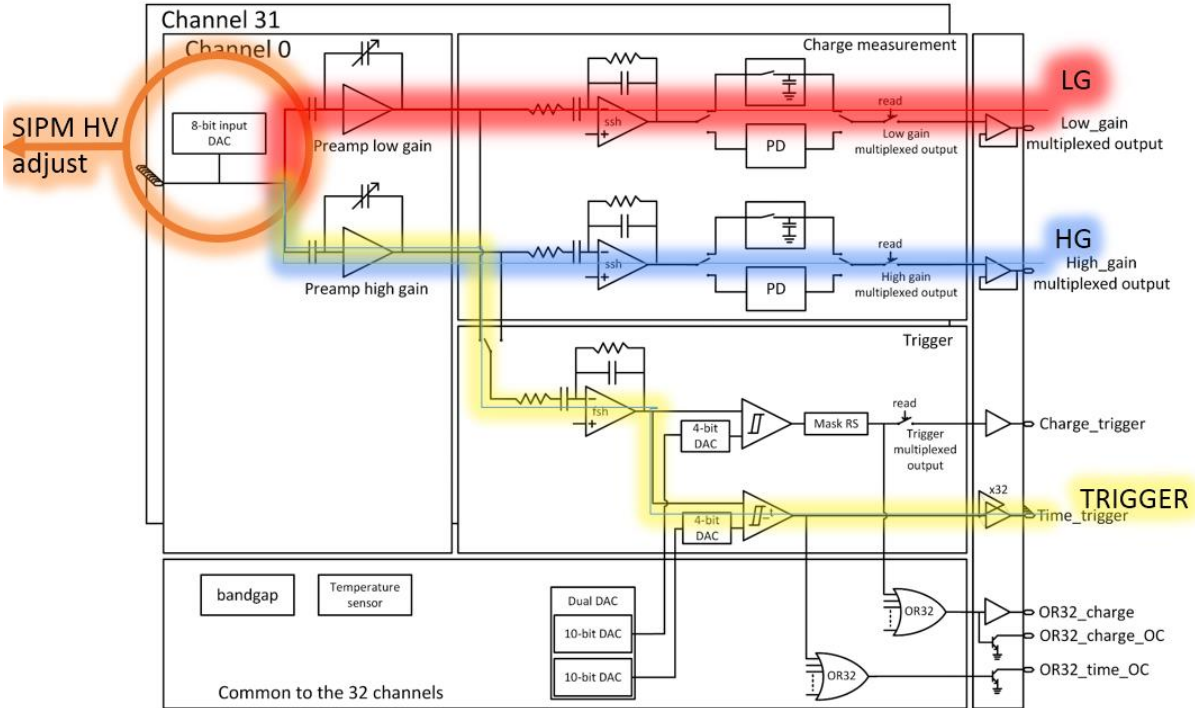 Channel 31
Channel 0
Charge measurement
LG
SIPM HV
adjust
8-bit input
DAC
Preamp low gain
ssh
PD
read
Low gain
multiplexed output
Low_gain
multiplexed output
HG
Preamp high gain
ssh
PD
read
High gain
multiplexed output
High_gain
multiplexed output
Trigger
fsh
4-bit
DAC
Mask RS
read
Trigger
multiplexed
output
Charge_trigger
4-bit
DAC
x32
TRIGGER
Time_trigger
bandgap
Temperature
sensor
Dual DAC
10-bit DAC
10-bit DAC
OR32
OR32
OR32_charge
OR32_charge_OC
OR32_time_OC
Common to the 32 channels